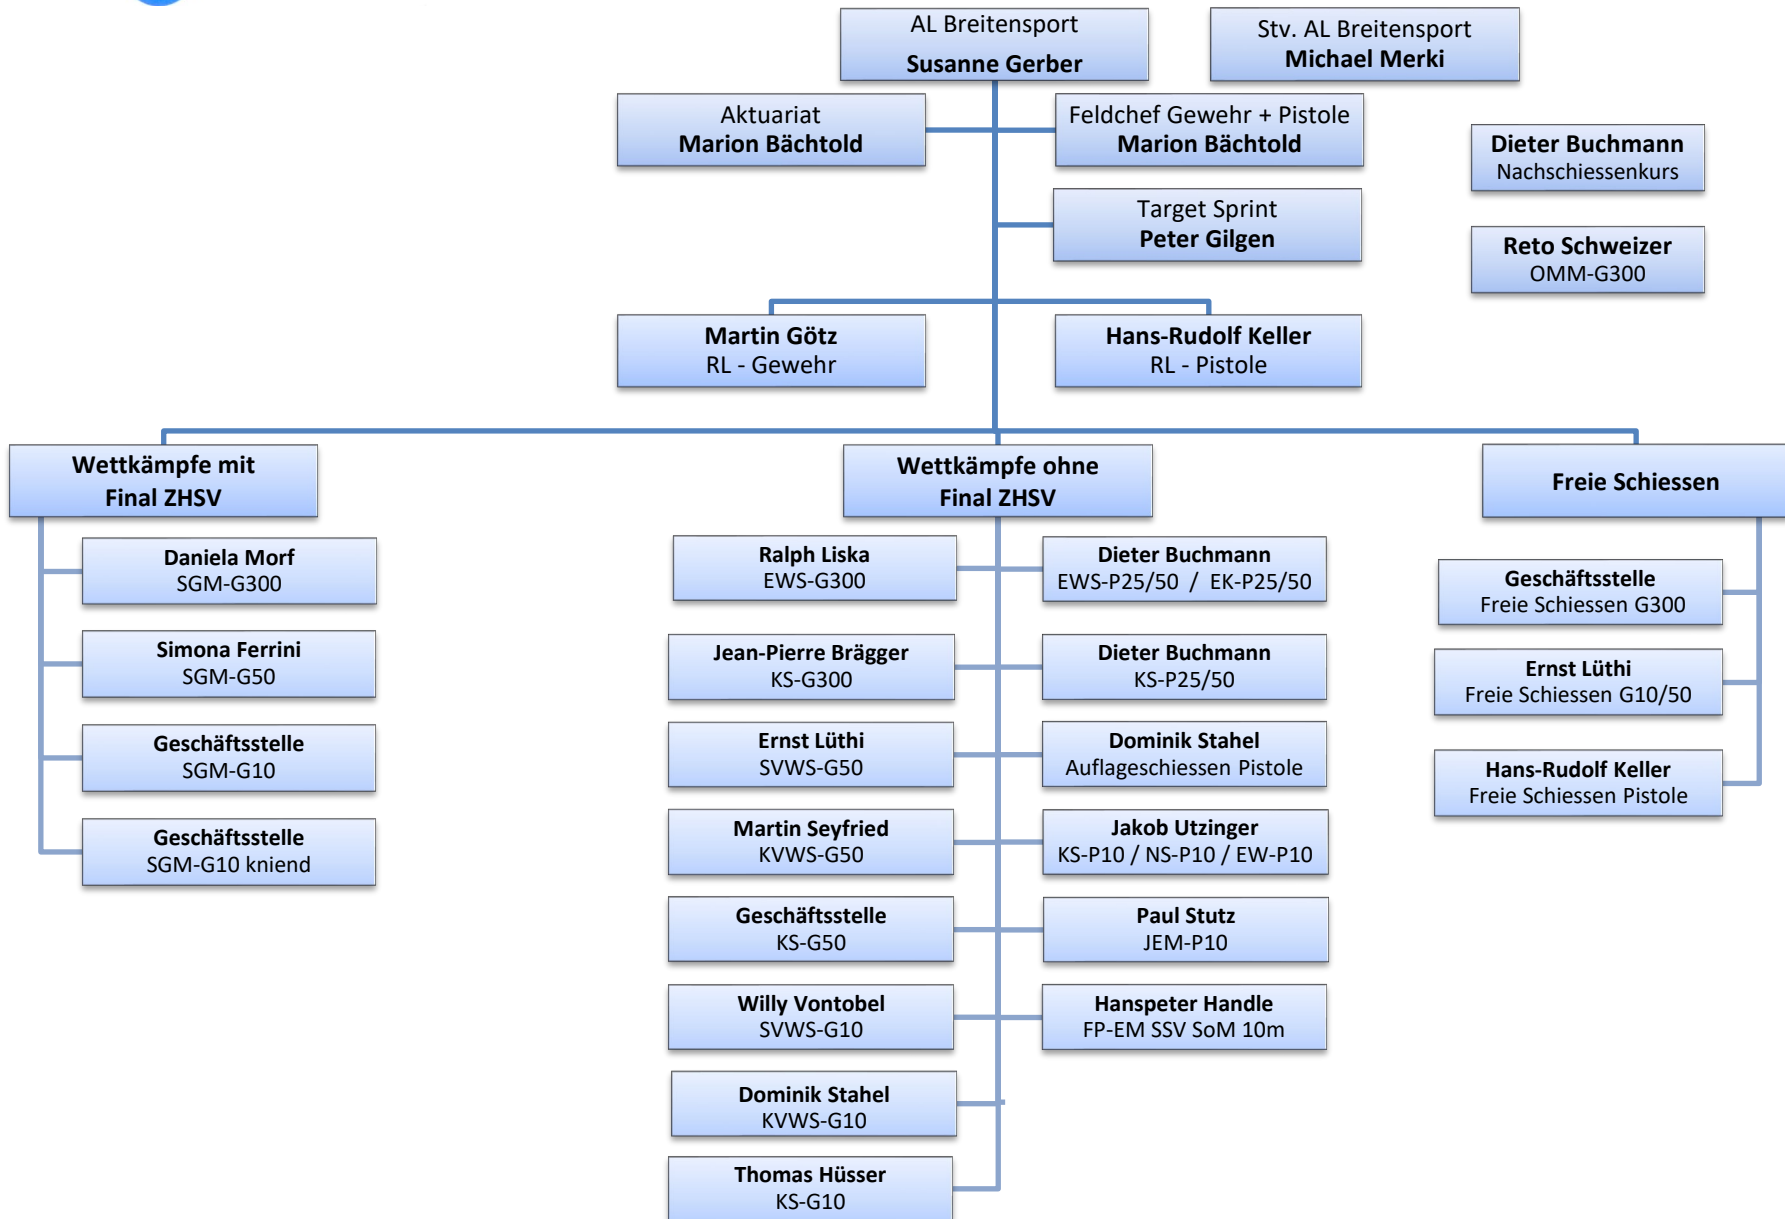 AL Breitensport
Susanne Gerber
Stv. AL Breitensport
Michael Merki
Aktuariat
Marion Bächtold
Feldchef Gewehr + Pistole
Marion Bächtold
Dieter Buchmann
Nachschiessenkurs
Target Sprint
Peter Gilgen
Reto Schweizer
OMM-G300
Martin Götz
RL - Gewehr
Hans-Rudolf Keller
RL - Pistole
Wettkämpfe mit
Final ZHSV
Daniela Morf
SGM-G300
Simona Ferrini
SGM-G50
Geschäftsstelle
SGM-G10
Geschäftsstelle
SGM-G10 kniend
Wettkämpfe ohne
Final ZHSV
Ralph Liska
EWS-G300
Dieter Buchmann
EWS-P25/50 / EK-P25/50
Jean-Pierre Brägger
KS-G300
Dieter Buchmann
KS-P25/50
Ernst Lüthi
SVWS-G50
Dominik Stahel
Auflageschiessen Pistole
Martin Seyfried
KVWS-G50
Jakob Utzinger
KS-P10 / NS-P10 / EW-P10
Geschäftsstelle
KS-G50
Paul Stutz
JEM-P10
Willy Vontobel
SVWS-G10
Hanspeter Handle
FP-EM SSV SoM 10m
Dominik Stahel
KVWS-G10
Thomas Hüsser
KS-G10
Freie Schiessen
Geschäftsstelle
Freie Schiessen G300
Ernst Lüthi
Freie Schiessen G10/50
Hans-Rudolf Keller
Freie Schiessen Pistole